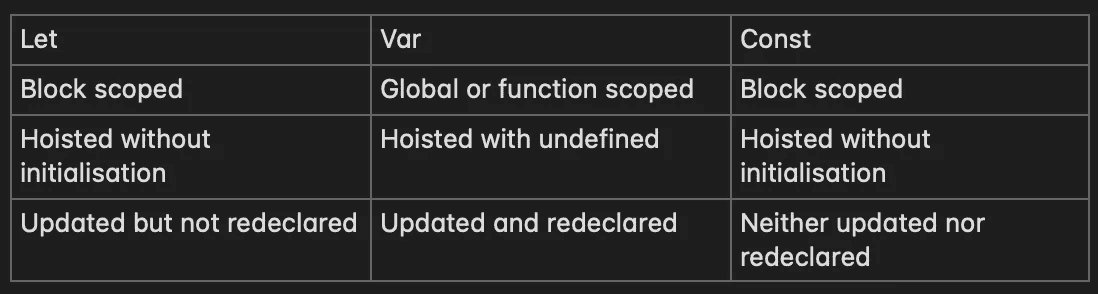 Let
Var
Const
Block scoped
Global or function scoped
Block scoped
Hoisted without
initialisation
Hoisted with undefined
Hoisted without
initialisation
Updated but not redeclared
Updated and redeclared
Neither updated nor
redeclared